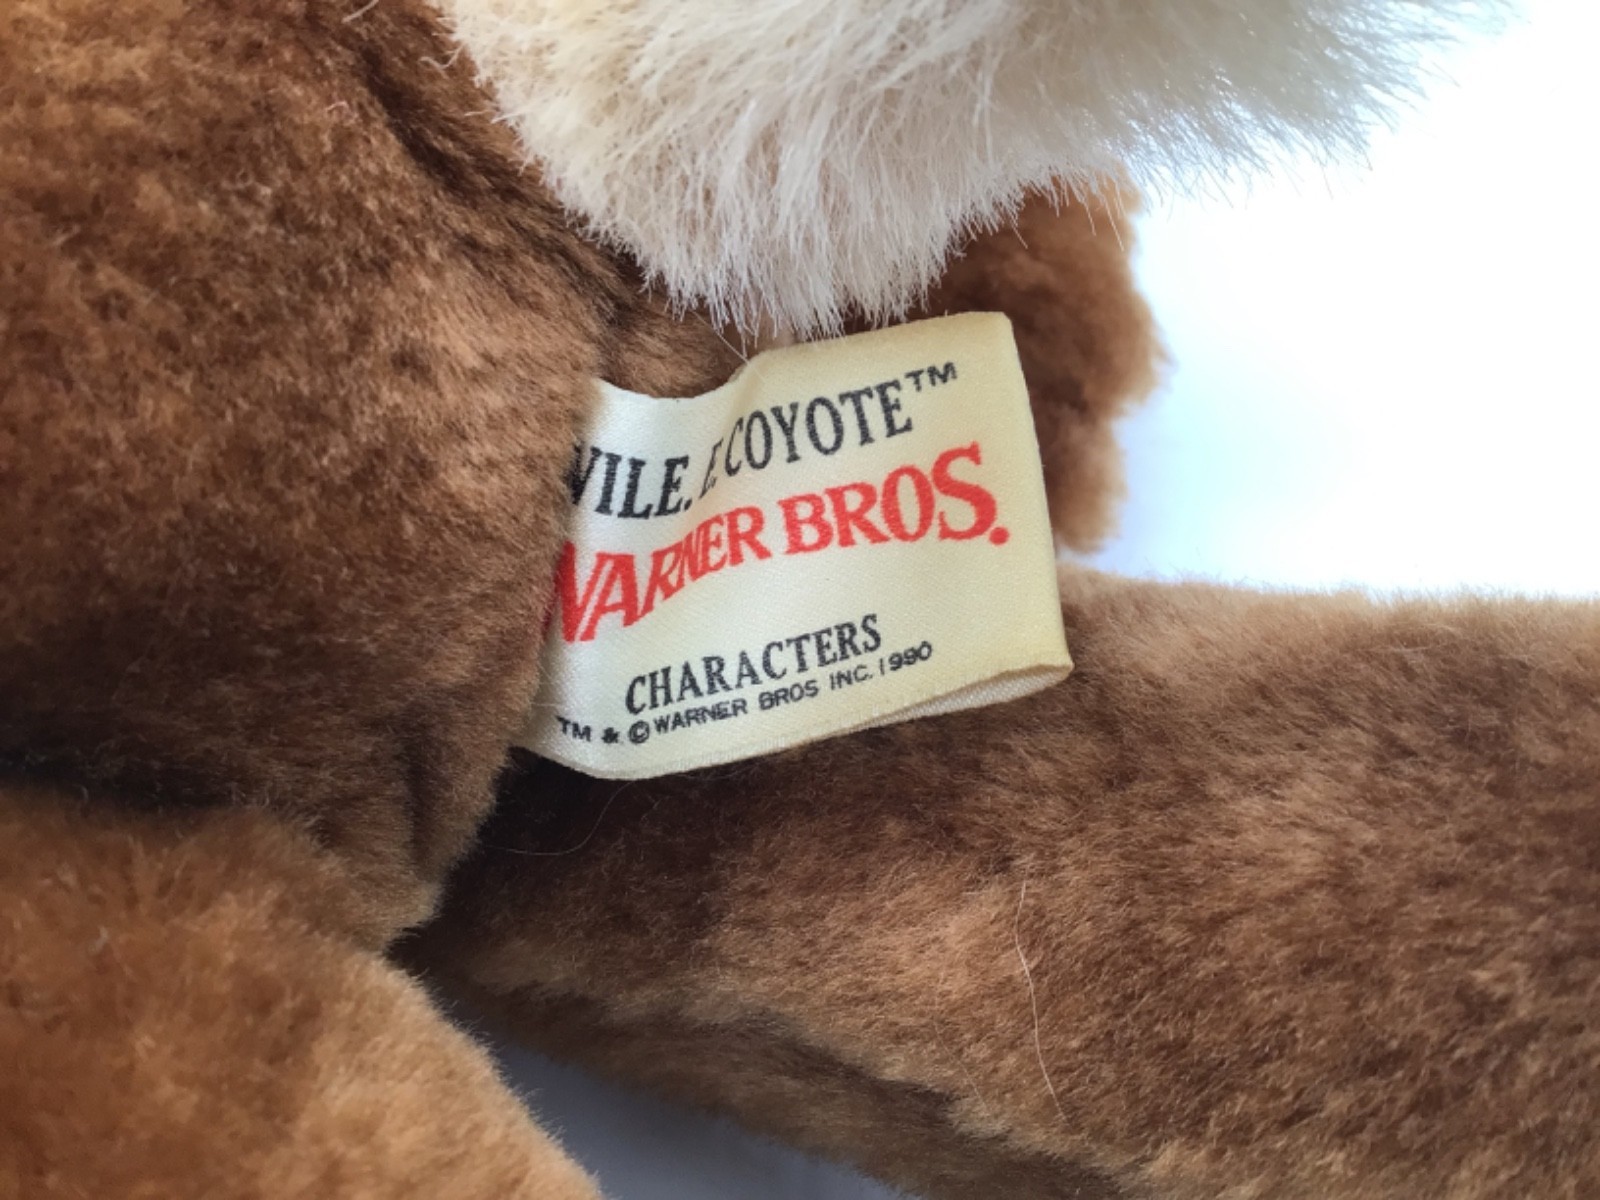 WILE. E. COYOTE™
WARNER BROS.
CHARACTERS
TM & © WARNER BROS INC. 1990